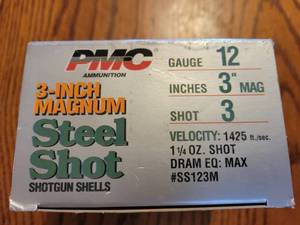 PMC
AMMUNITION
3-INCH
MAGNUM
Steel
Shot
SHOTGUN SHELLS
GAUGE 12
INCHES 3" MAG
SHOT 3
VELOCITY: 1425 ft./sec.
1 1/4 OZ. SHOT
DRAM EQ: MAX
#SS123M